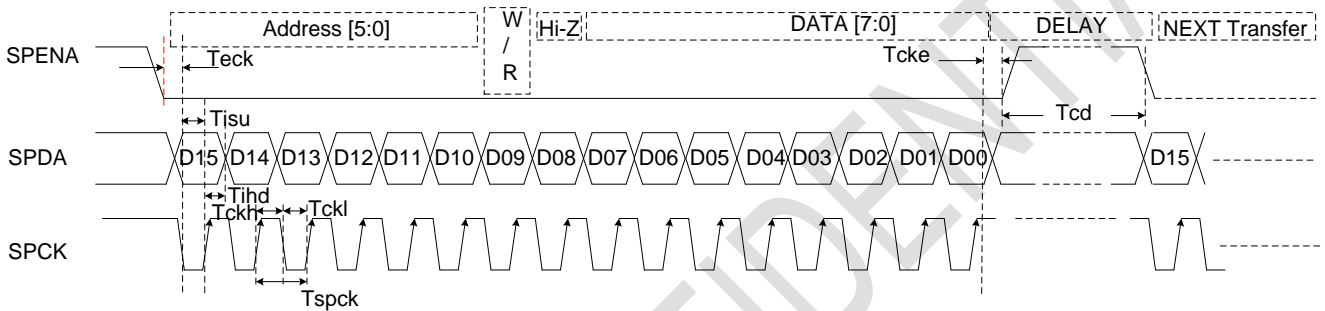 Address [5:0]
W
/
R
Hi-Z
DATA [7:0]
DELAY
NEXT Transfer
SPENA
Teck
Tcke
Tcd
Tisu
SPDA
D15 D14 D13 D12 D11 D10 D09 D08 D07 D06 D05 D04 D03 D02 D01 D00 D15
Tihd
Tckh
Tckl
SPCK
Tspck